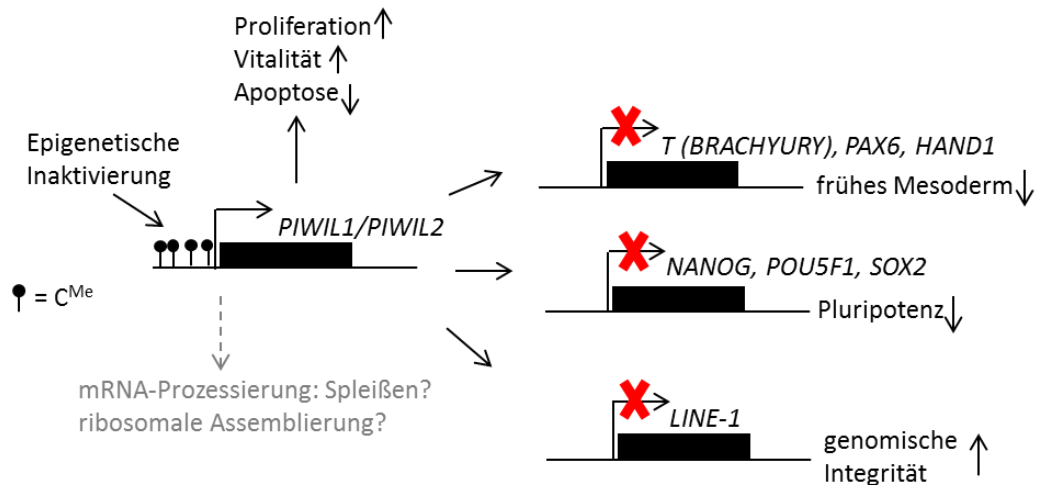 Proliferation
Vitalität
Apoptose
Epigenetische
Inaktivierung
PIWIL1/PIWIL2
= C^Me
mRNA-Prozessierung: Spleißen?
ribosomale Assemblierung?
T (BRACHYURY), PAX6, HAND1
frühes Mesoderm
NANOG, POU5F1, SOX2
Pluripotenz
LINE-1
genomische
Integrität